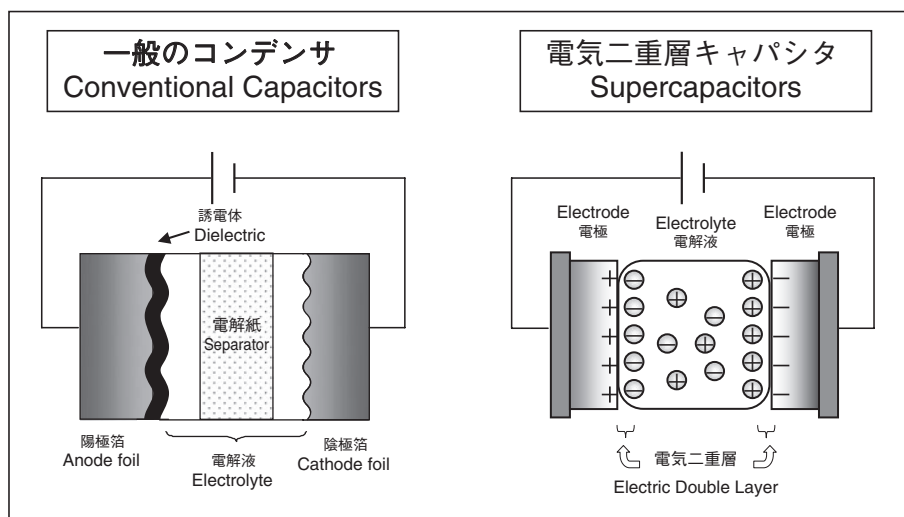 一般のコンデンサ
Conventional Capacitors
誘電体
Dielectric
電解紙
Separator
陽極箔
Anode foil
電解液
Electrolyte
陰極箔
Cathode foil
電気二重層キャパシタ
Supercapacitors
Electrode
電極
Electrolyte
電解液
Electrode
電極
電気二重層
Electric Double Layer